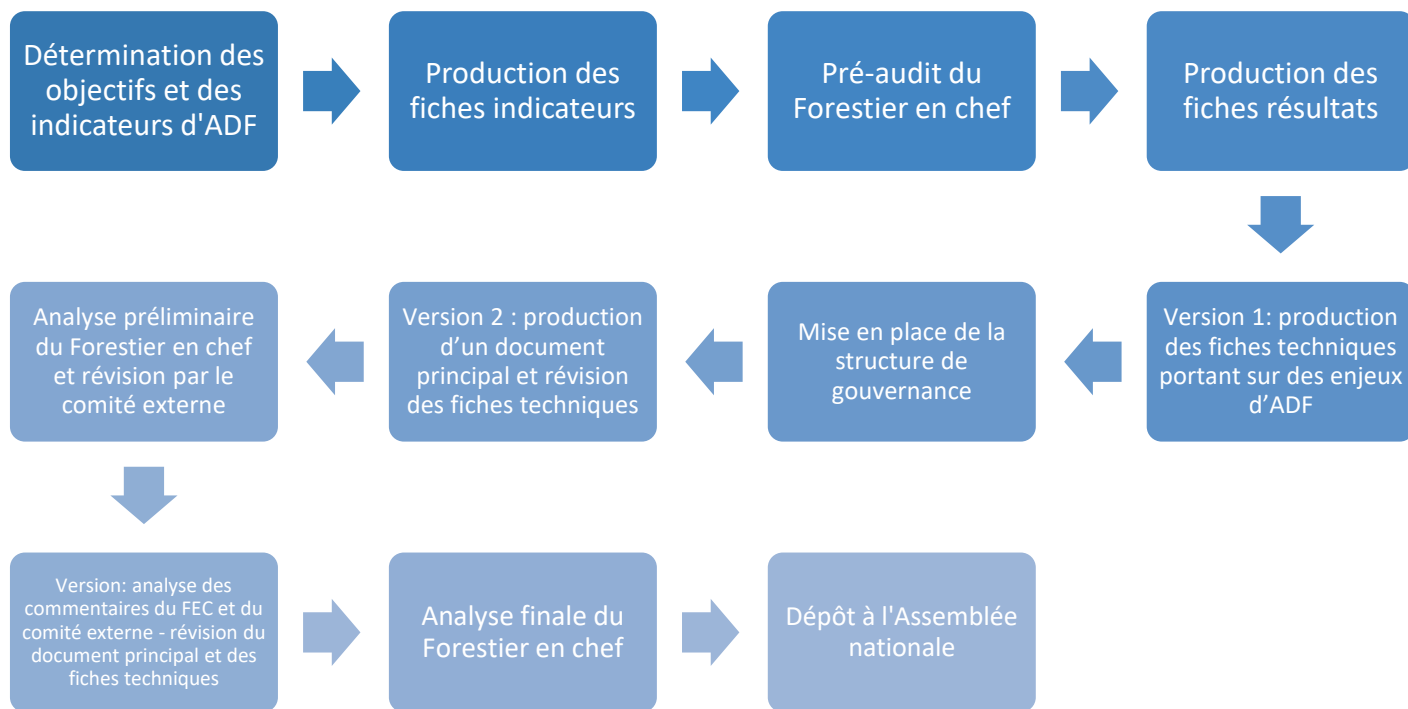 Détermination des
objectifs et des
indicateurs d'ADF
Production des
fiches indicateurs
Pré-audit du
Forestier en chef
Production des
fiches résultats
Version 1: production
des fiches techniques
portant sur des enjeux
d’ADF
Mise en place de la
structure de
gouvernance
Version 2 : production
d’un document
principal et révision
des fiches techniques
Analyse préliminaire
du Forestier en chef
et révision par le
comité externe
Version: analyse des
commentaires du FEC et du
comité externe - révision du
document principal et des
fiches techniques
Analyse finale du
Forestier en chef
Dépôt à l'Assemblée
nationale